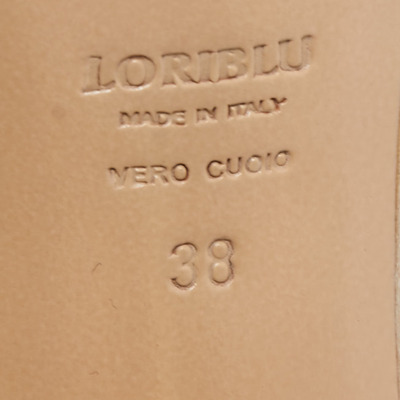 LORIBLU
MADE IN ITALY
VERO CUOIO
38